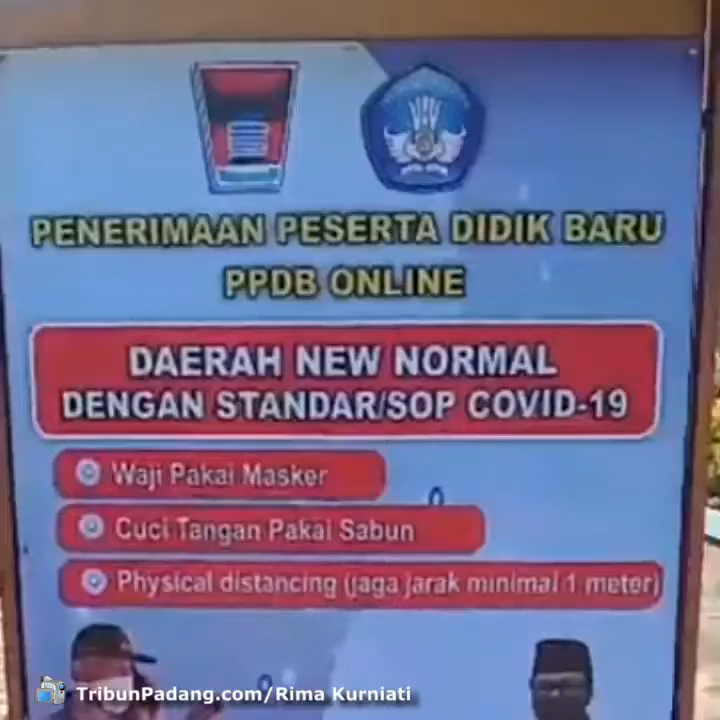 PENERIMAAN PESERTA DIDIK BARU
PPDB ONLINE
DAERAH NEW NORMAL
DENGAN STANDAR/SOP COVID-19
Waji Pakai Masker
Cuci Tangan Pakai Sabun
Physical distancing (jaga jarak minimal 1 meter)
TribunPadang.com/Rima Kurniati